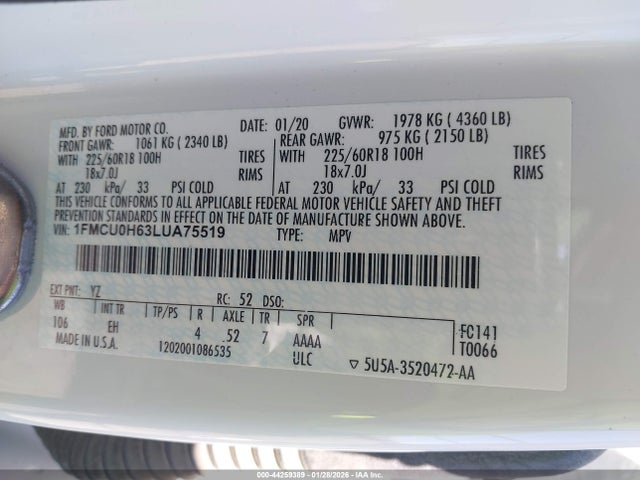 MFD. BY FORD MOTOR CO.
DATE: 01/20 GVWR: 1978 KG ( 4360 LB)
FRONT GAWR: 1061 KG ( 2340 LB)
REAR GAWR: 975 KG ( 2150 LB)
WITH 225/60R18 100H TIRES
WITH 225/60R18 100H TIRES
18x7.0J RIMS
18x7.0J RIMS
AT 230 kPa/ 33 PSI COLD
AT 230 kPa/ 33 PSI COLD
THIS VEHICLE CONFORMS TO ALL APPLICABLE FEDERAL MOTOR VEHICLE SAFETY AND THEFT
PREVENTION STANDARDS IN EFFECT ON THE DATE OF MANUFACTURE SHOWN ABOVE.
VIN: 1FMCU0H63LUA75519 TYPE: MPV
EXT PNT: YZ RC: 52 DSO:
WB INT TR TP/PS R AXLE TR SPR
106 EH 4 .52 7 AAAA
FC141
MADE IN U.S.A. 1202001086535 ULC
T0066
▽ 5U5A-3520472-AA
000-44259389 | 01/28/2026 | IAA Holdings, LLC